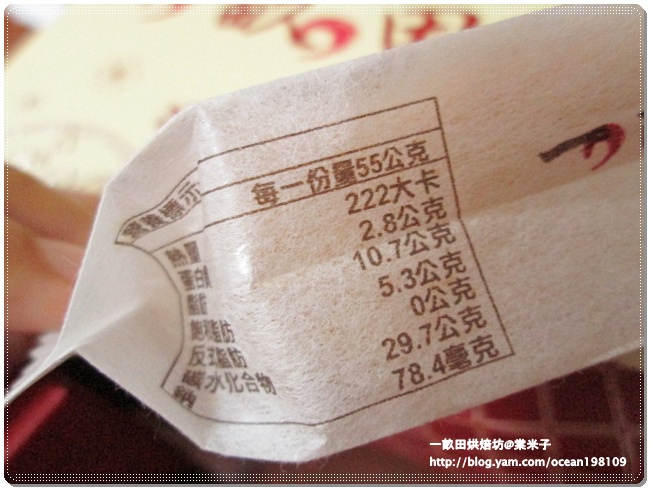 營養標示
每一份量55公克
熱量 222大卡
蛋白質 2.8公克
脂肪 10.7公克
飽和脂肪 5.3公克
反式脂肪 0公克
碳水化合物 29.7公克
鈉 78.4毫克
一畝田烘焙坊@業米子
http://blog.yam.com/ocean198109